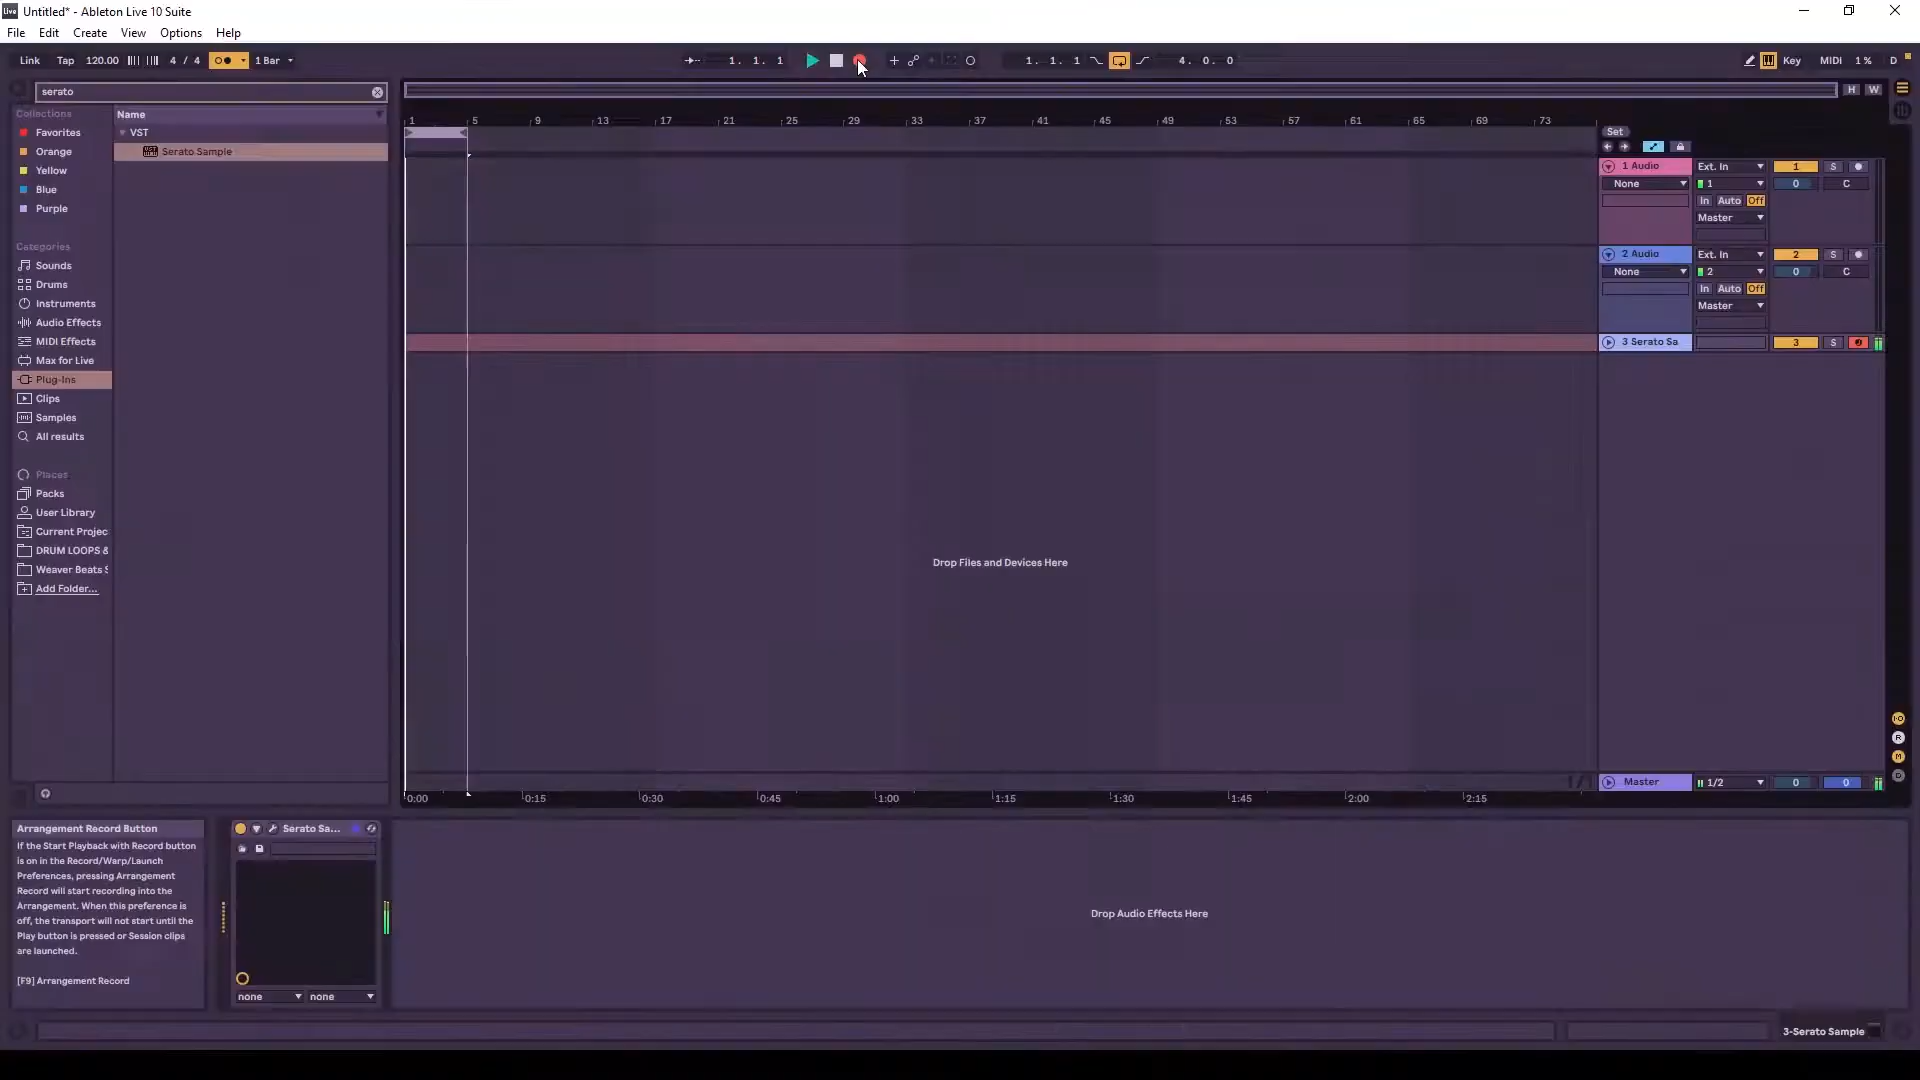 Untitled* - Ableton Live 10 Suite
File Edit Create View Options Help
Link Tap 120.00 4 / 4 1 Bar 1. 1. 1 1. 1. 1 4. 0. 0 Key MIDI 1 % D
serato
H W
Collections
Name
Favorites
VST
Orange
Serato Sample
Yellow
Blue
Purple
Categories
Sounds
Drums
Instruments
Audio Effects
MIDI Effects
Max for Live
Plug-Ins
Clips
Samples
All results
Places
Packs
User Library
Current Projec
DRUM LOOPS &
Weaver Beats S
Add Folder...
1 5 9 13 17 21 25 29 33 37 41 45 49 53 57 61 65 69 73
Set
1 Audio Ext. In 1 S
None 1 0 C
In Auto Off
Master
2 Audio Ext. In 2 S
None 2 0 C
In Auto Off
Master
3 Serato Sa 3 S
Drop Files and Devices Here
1/1
Master 1/2 0 0
0:00 0:15 0:30 0:45 1:00 1:15 1:30 1:45 2:00 2:15
I·O
R
M
D
Arrangement Record Button
If the Start Playback with Record button
is on in the Record/Warp/Launch
Preferences, pressing Arrangement
Record will start recording into the
Arrangement. When this preference is
off, the transport will not start until the
Play button is pressed or Session clips
are launched.
[F9] Arrangement Record
Serato Sa...
none none
Drop Audio Effects Here
3-Serato Sample